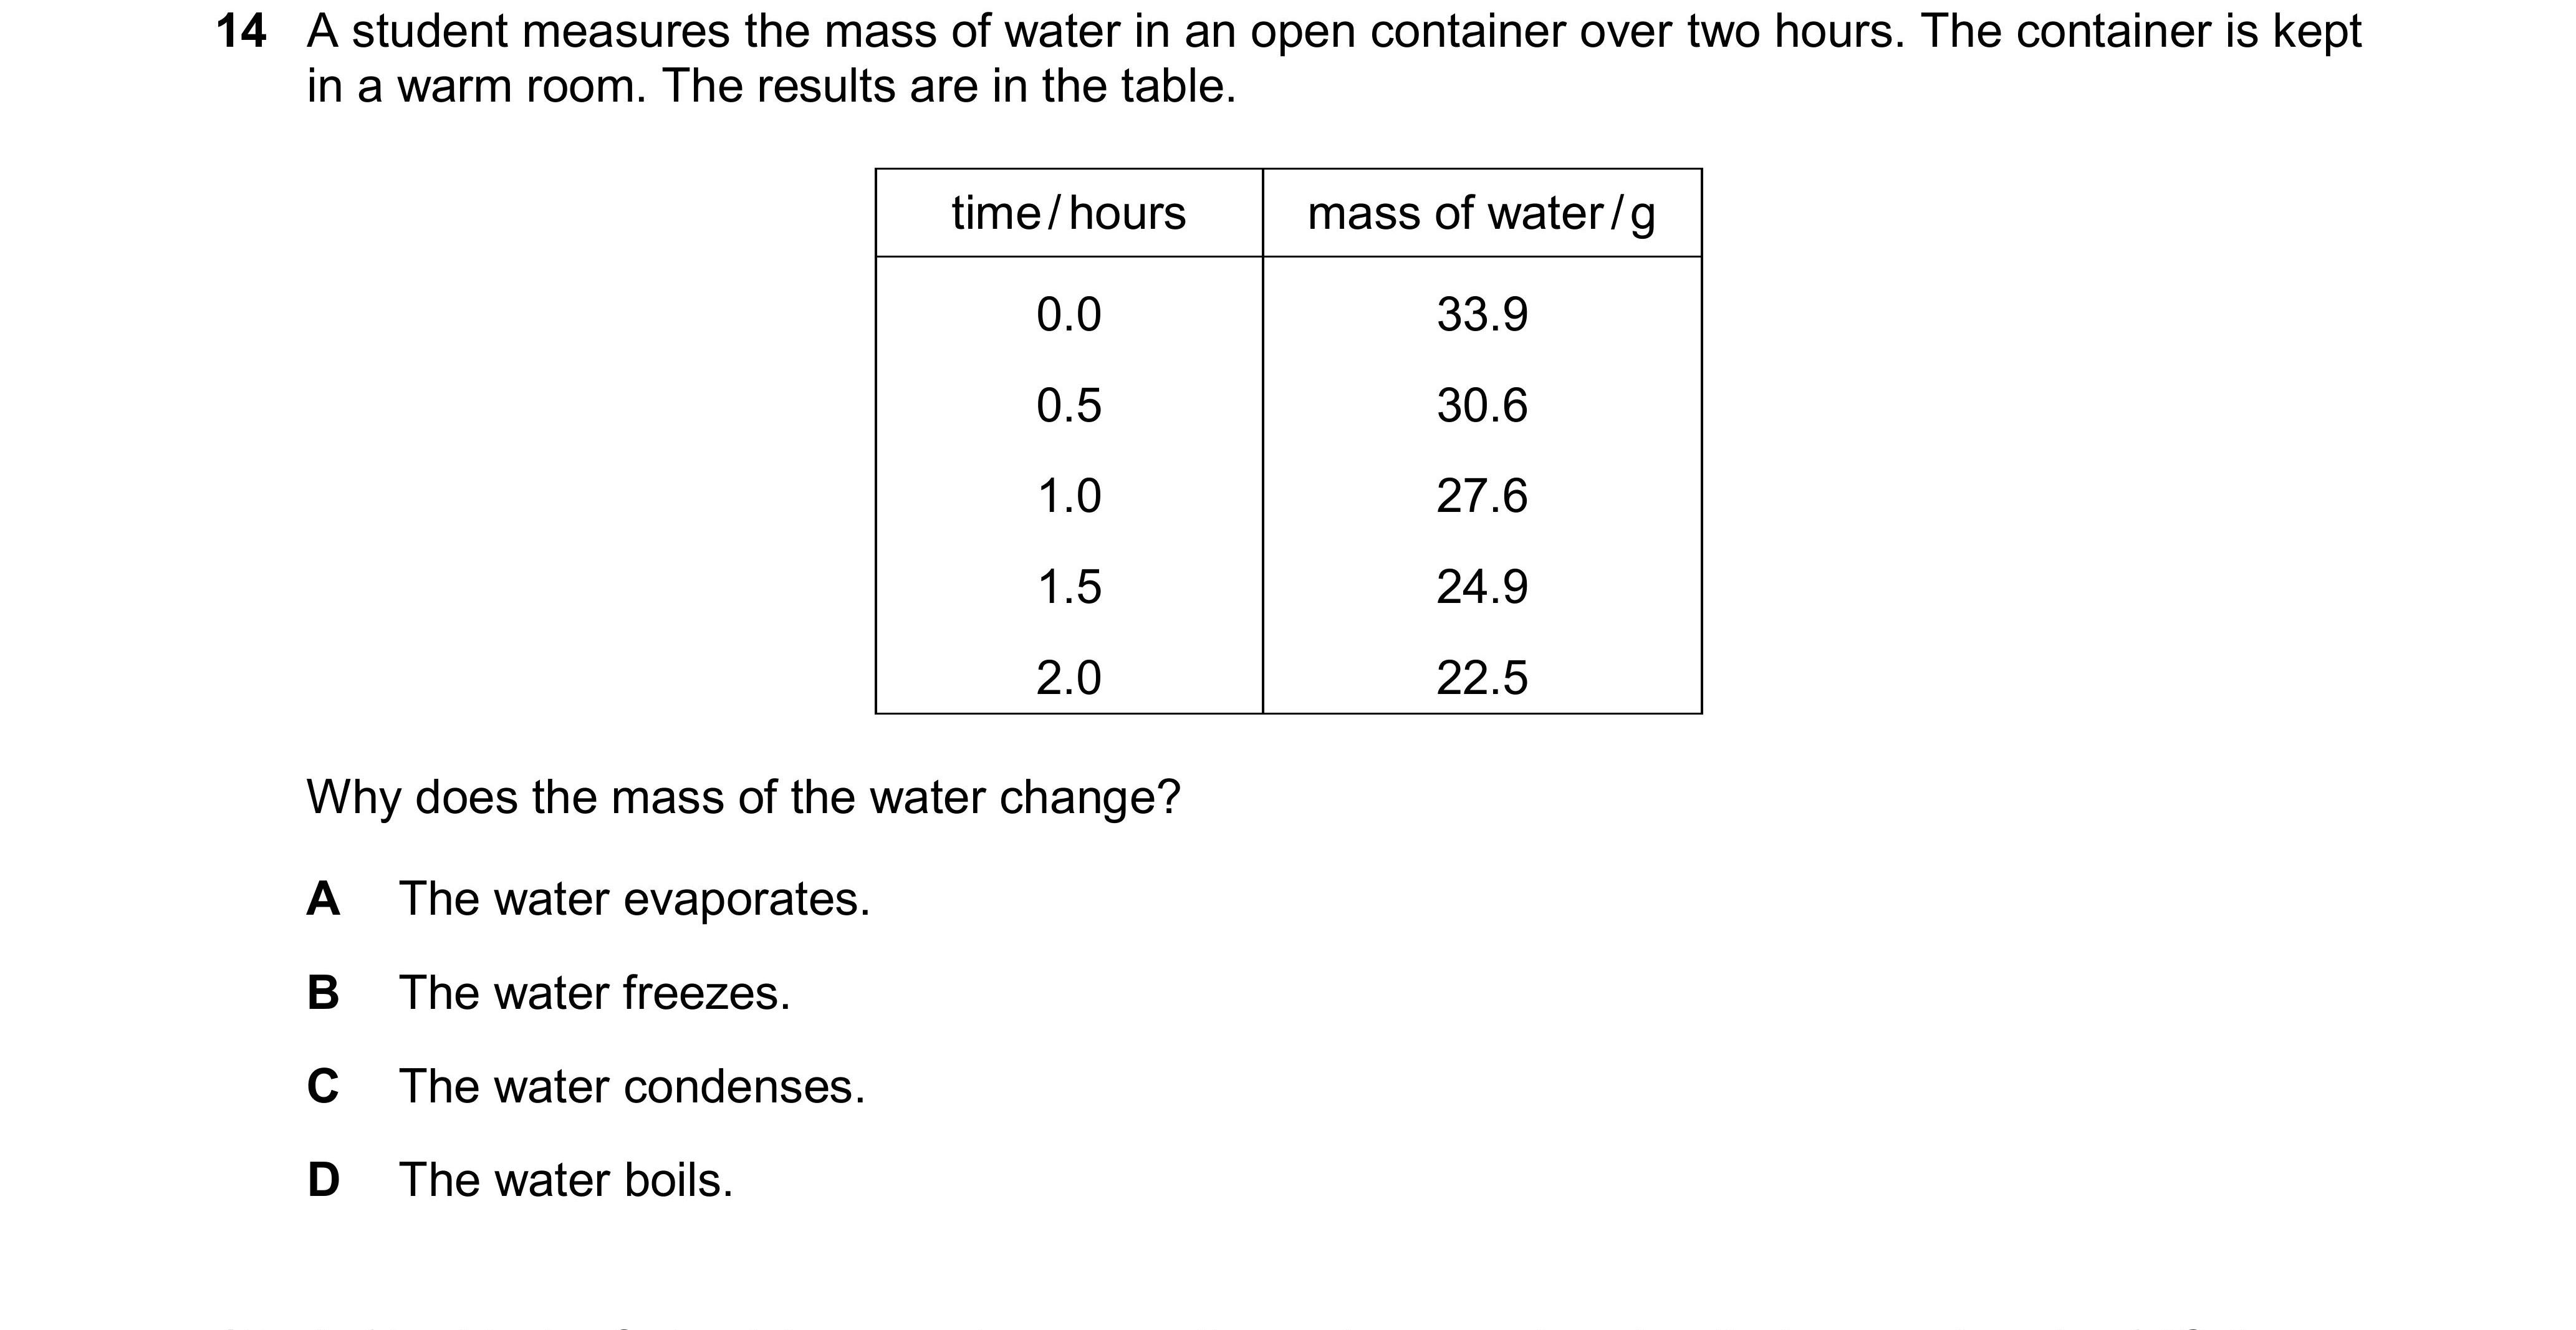 14 A student measures the mass of water in an open container over two hours. The container is kept
in a warm room. The results are in the table.
time / hours mass of water / g
0.0 33.9
0.5 30.6
1.0 27.6
1.5 24.9
2.0 22.5
Why does the mass of the water change?
A The water evaporates.
B The water freezes.
C The water condenses.
D The water boils.